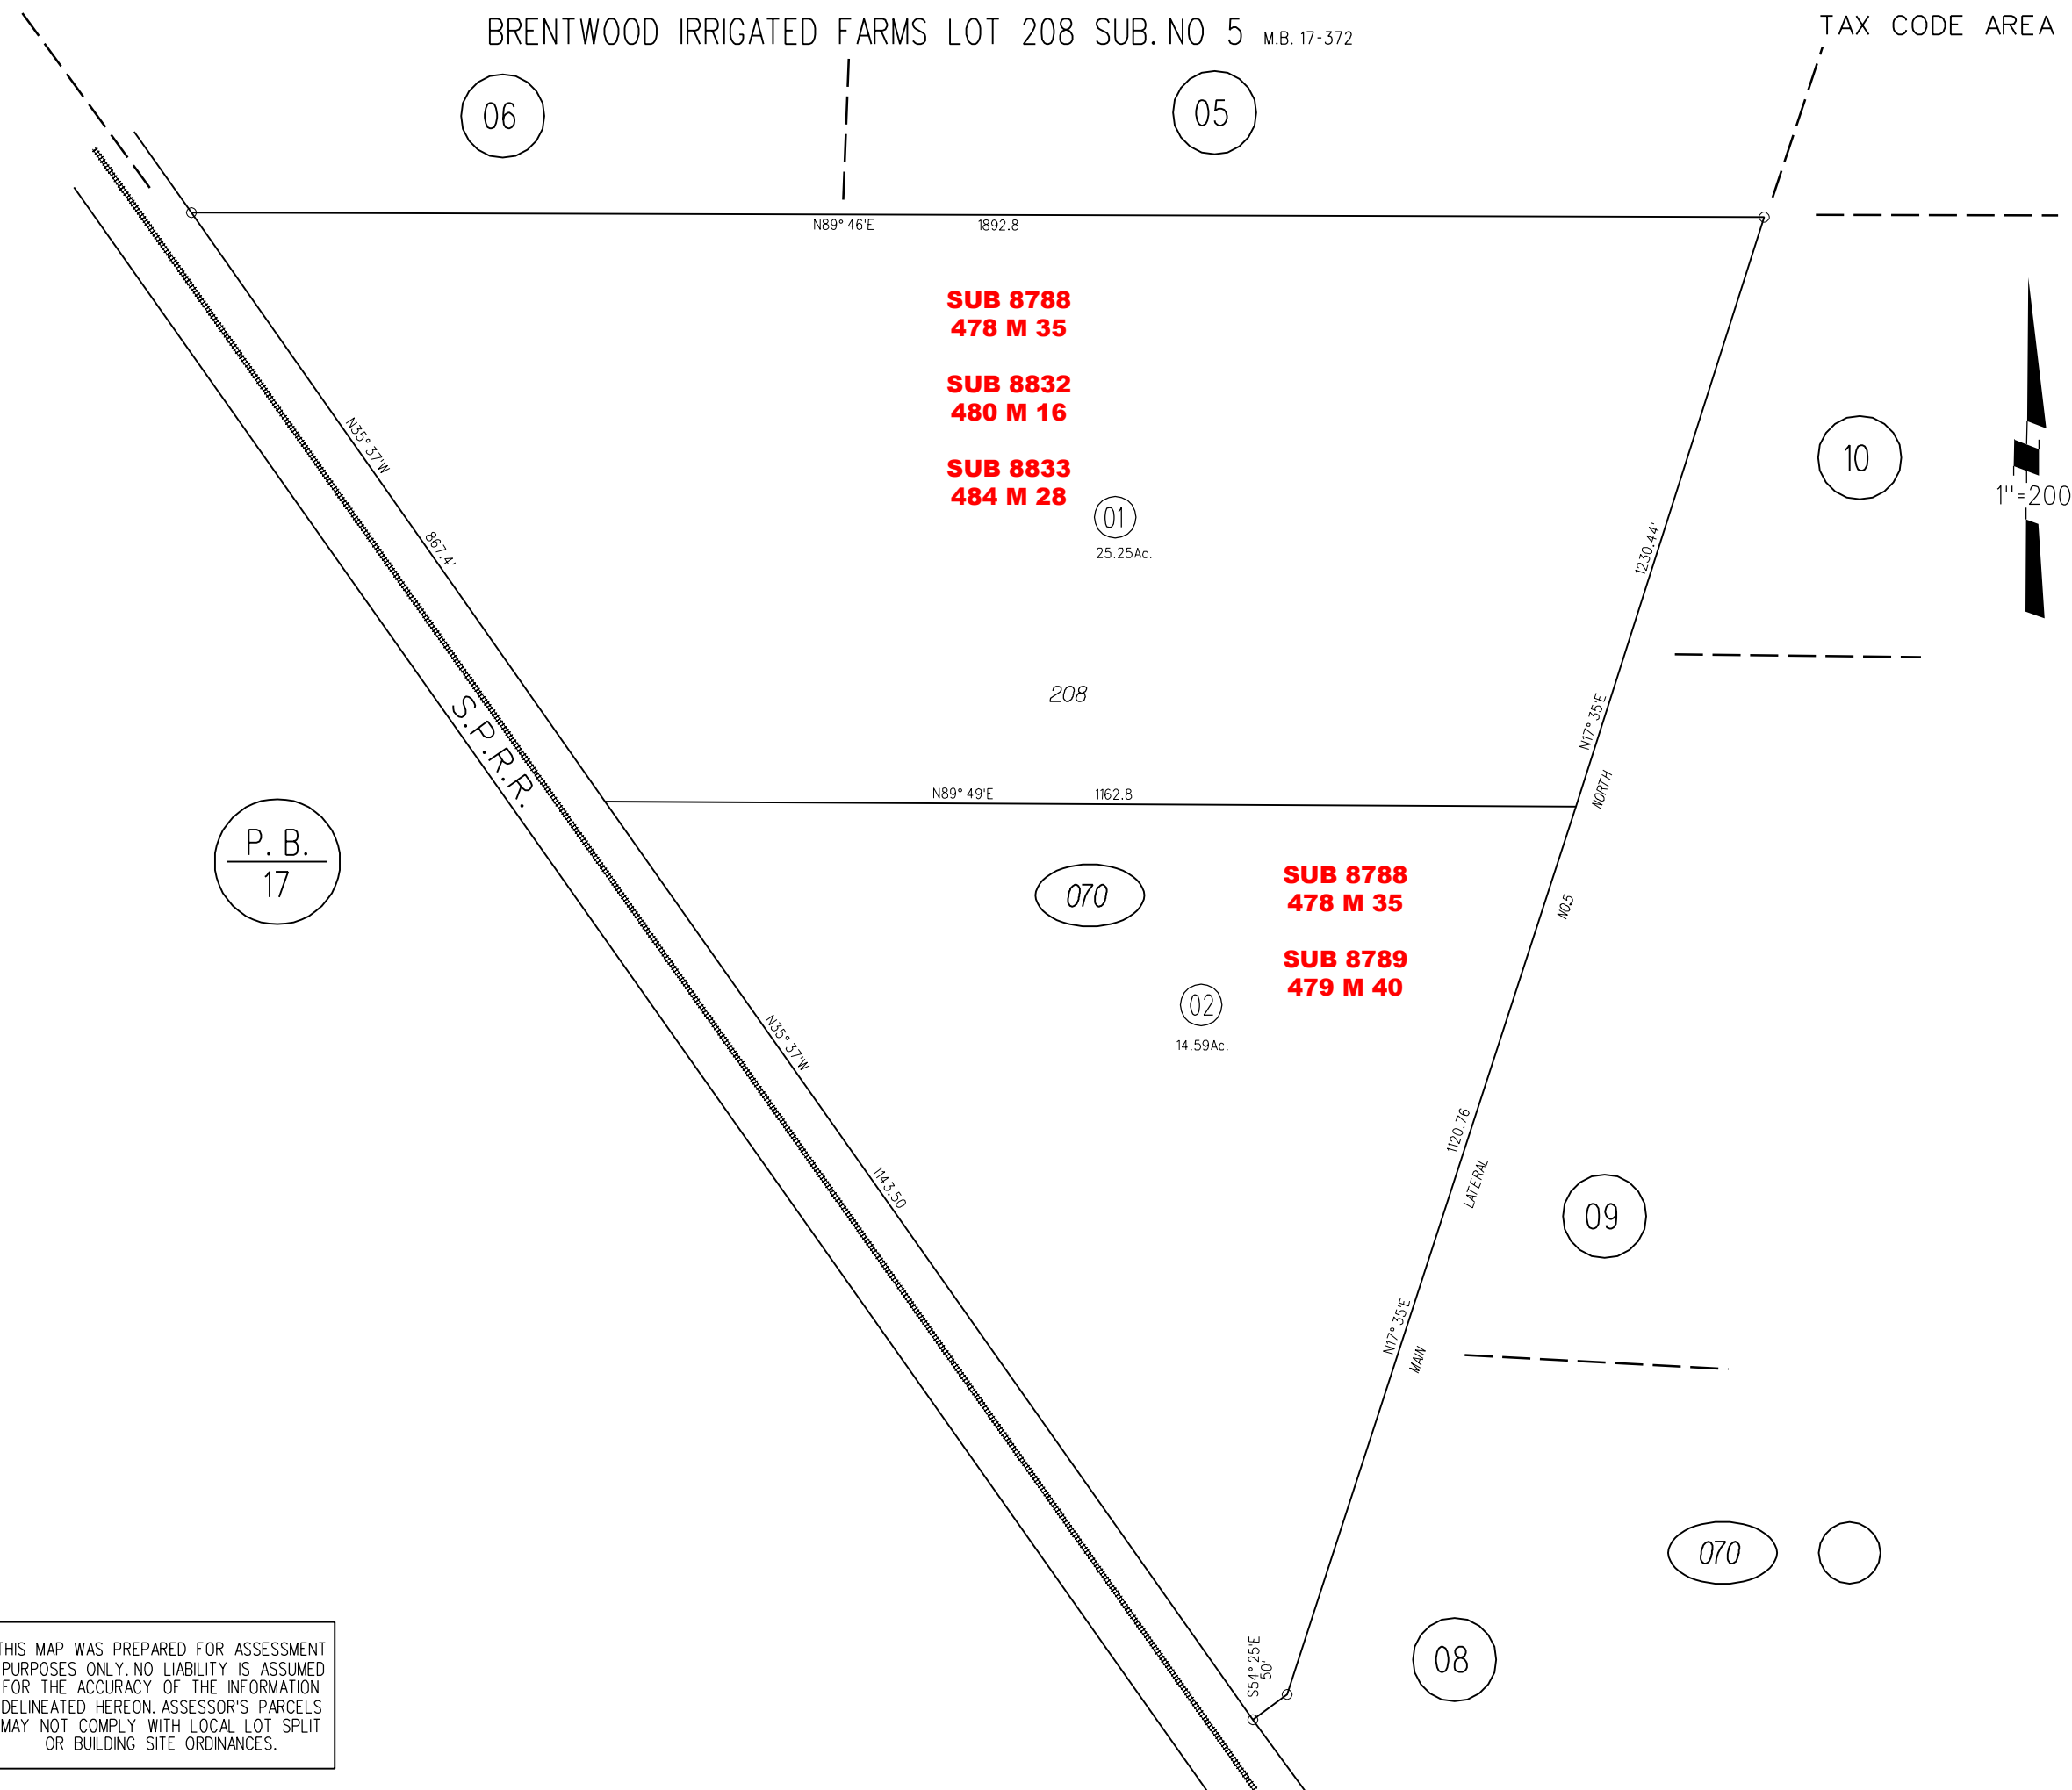 BRENTWOOD IRRIGATED FARMS LOT 208 SUB. NO 5 M.B. 17-372
TAX CODE AREA
06
05
N89° 46'E 1892.8
SUB 8788
478 M 35
SUB 8832
480 M 16
SUB 8833
484 M 28
01
25.25Ac.
10
1"=200
N35° 37'W
867.4'
1230.44'
208
N17° 35'E
S.P.R.R.
NORTH
N89° 49'E 1162.8
P. B.
17
070
SUB 8788
478 M 35
SUB 8789
479 M 40
NO.5
02
14.59Ac.
N35° 37'W
1143.50
1120.76
LATERAL
09
N17° 35'E
MAIN
070
08
S54° 25'E
50'
THIS MAP WAS PREPARED FOR ASSESSMENT
PURPOSES ONLY. NO LIABILITY IS ASSUMED
FOR THE ACCURACY OF THE INFORMATION
DELINEATED HEREON. ASSESSOR'S PARCELS
MAY NOT COMPLY WITH LOCAL LOT SPLIT
OR BUILDING SITE ORDINANCES.